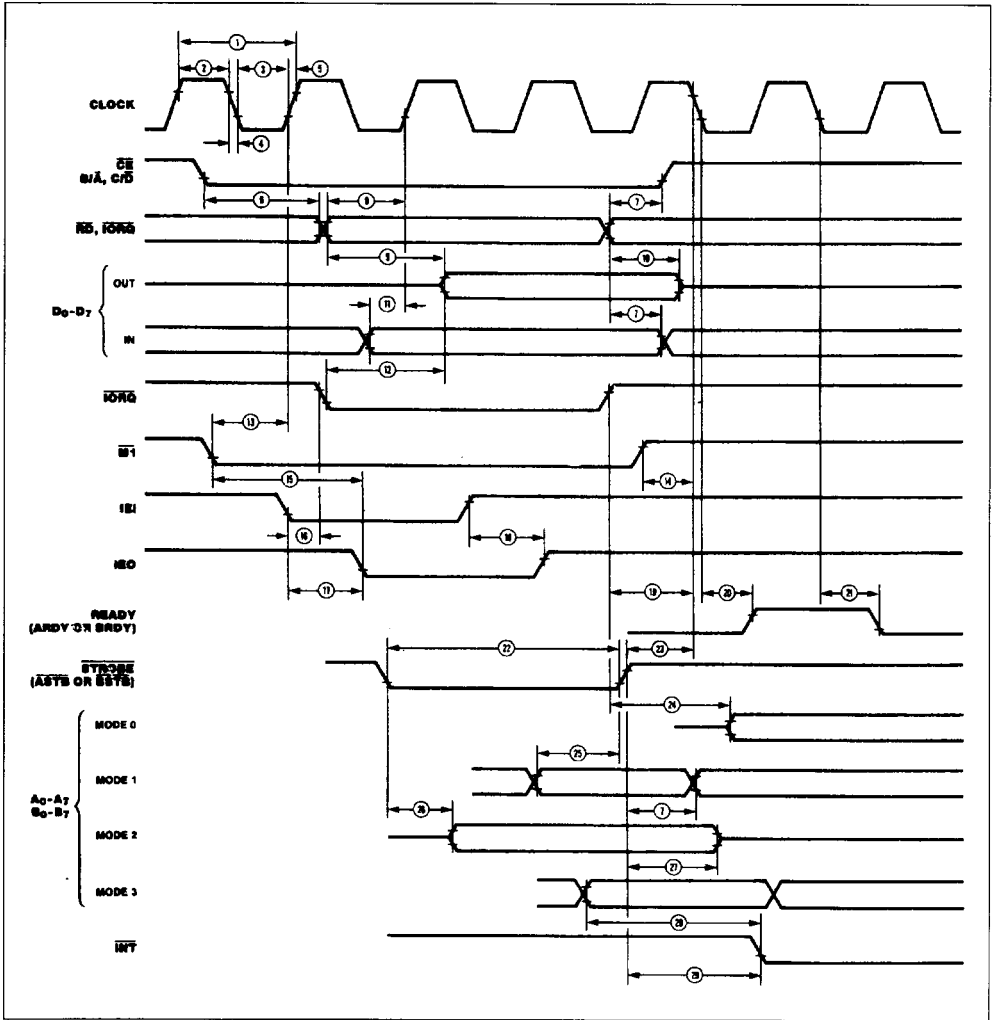 1
2 3 5
CLOCK
4
CE
B/A, C/D
6 8 7
RD, IORQ
9 10
OUT
11
D0-D7
7
IN
12
IORQ
13
M1
15 14
IEI
16 18
IEO
17 19 20 21
READY
(ARDY OR BRDY)
22 23
STROBE
(ASTB OR BSTB)
24
MODE 0
25
MODE 1
A0-A7
B0-B7
26 7
MODE 2
27
MODE 3
28
INT
29